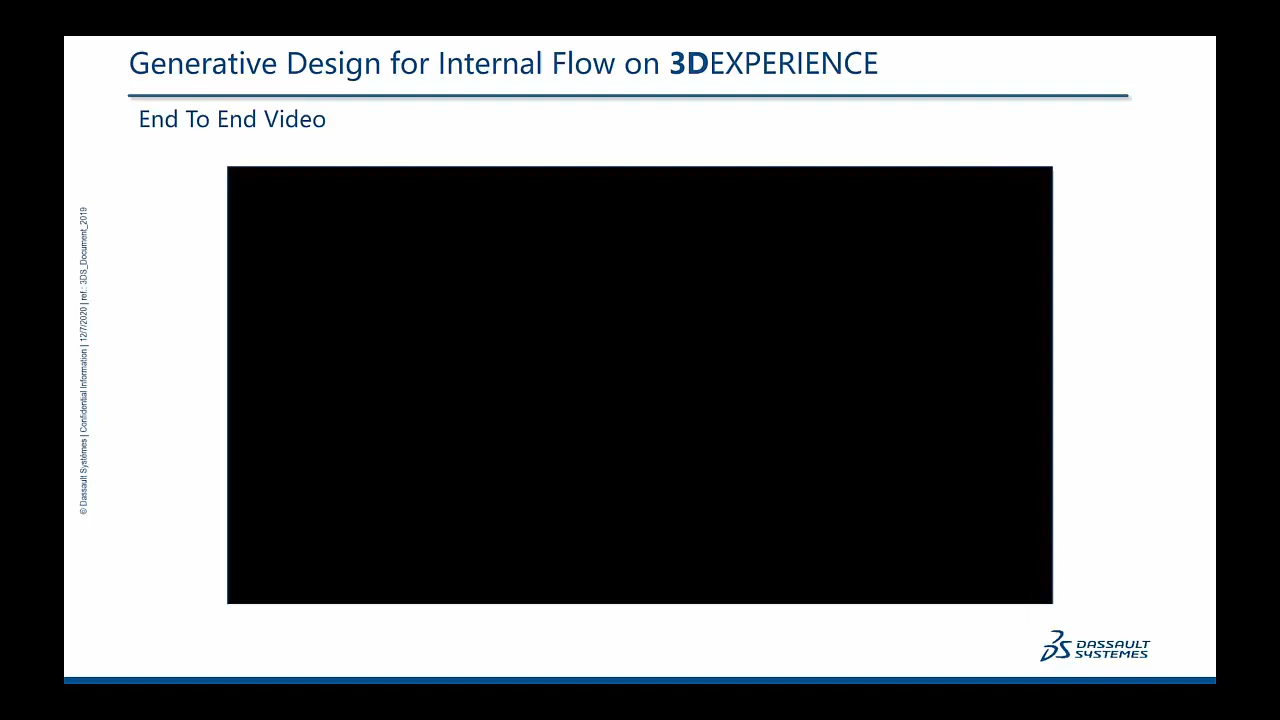 Generative Design for Internal Flow on 3DEXPERIENCE
End To End Video
© Dassault Systèmes | Confidential Information | 12/7/2020 | ref.: 3DS_Document_2019
DASSAULT
SYSTEMES